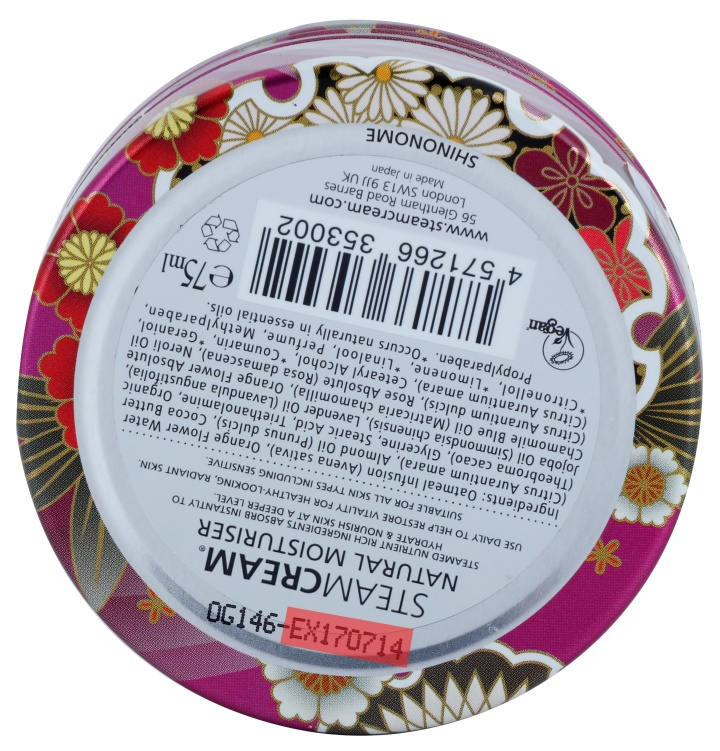 OG146-EX170714
STEAMCREAM®
NATURAL MOISTURISER
STEAMED NUTRIENT RICH INGREDIENTS ABSORB INSTANTLY TO
HYDRATE & NOURISH SKIN AT A DEEPER LEVEL.
USE DAILY TO HELP RESTORE VITALITY FOR HEALTHY-LOOKING, RADIANT SKIN.
SUITABLE FOR ALL SKIN TYPES INCLUDING SENSITIVE.
Ingredients: Oatmeal Infusion (Avena sativa), Orange Flower Water
(Citrus Aurantium amara), Almond Oil (Prunus dulcis), Cocoa Butter
(Theobroma cacao), Glycerine, Stearic Acid, Triethanolamine, Organic
Jojoba Oil (Simmondsia chinensis), Lavender Oil (Lavandula angustifolia),
Chamomile Blue Oil (Matricaria chamomilla), Orange Flower Absolute
(Citrus Aurantium dulcis), Rose Absolute (Rosa damascena), Neroli Oil
(Citrus Aurantium amara), Cetearyl Alcohol, *Coumarin, *Geraniol,
*Citronellol, *Limonene, *Linalool, Perfume, Methylparaben,
Propylparaben. *Occurs naturally in essential oils.
vegan
4 571266 353002
℮75ml
www.steamcream.com
56 Glentham Road Barnes
London SW13 9JJ UK
Made in Japan
SHINONOME